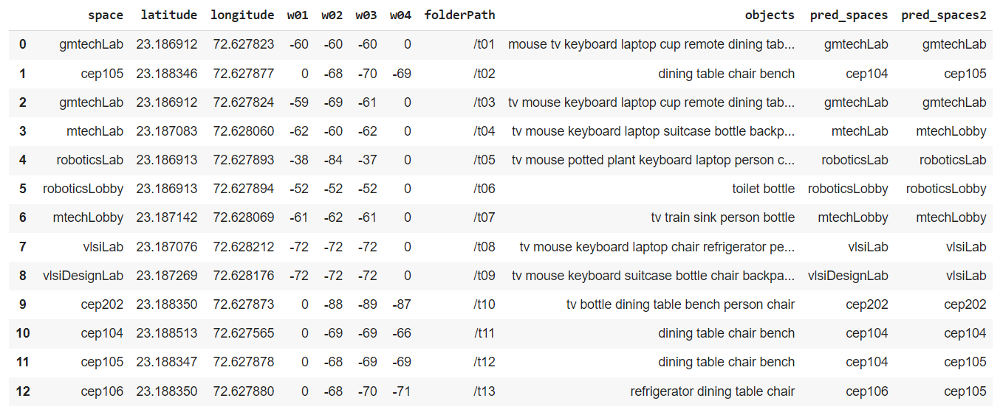 space latitude longitude w01 w02 w03 w04 folderPath objects pred_spaces pred_spaces2
0 gmtechLab 23.186912 72.627823 -60 -60 -60 0 /t01 mouse tv keyboard laptop cup remote dining tab... gmtechLab gmtechLab
1 cep105 23.188346 72.627877 0 -68 -70 -69 /t02 dining table chair bench cep104 cep105
2 gmtechLab 23.186912 72.627824 -59 -69 -61 0 /t03 tv mouse keyboard laptop cup remote dining tab... gmtechLab gmtechLab
3 mtechLab 23.187083 72.628060 -62 -60 -62 0 /t04 tv mouse keyboard laptop suitcase bottle backp... mtechLab mtechLobby
4 roboticsLab 23.186913 72.627893 -38 -84 -37 0 /t05 tv mouse potted plant keyboard laptop person c... roboticsLab roboticsLab
5 roboticsLobby 23.186913 72.627894 -52 -52 -52 0 /t06 toilet bottle roboticsLobby roboticsLobby
6 mtechLobby 23.187142 72.628069 -61 -62 -61 0 /t07 tv train sink person bottle mtechLobby mtechLobby
7 vlsiLab 23.187076 72.628212 -72 -72 -72 0 /t08 tv mouse keyboard laptop chair refrigerator pe... vlsiLab vlsiLab
8 vlsiDesignLab 23.187269 72.628176 -72 -72 -72 0 /t09 tv mouse keyboard suitcase bottle chair backpa... vlsiDesignLab vlsiLab
9 cep202 23.188350 72.627873 0 -88 -89 -87 /t10 tv bottle dining table bench person chair cep202 cep202
10 cep104 23.188513 72.627565 0 -69 -69 -66 /t11 dining table chair bench cep104 cep104
11 cep105 23.188347 72.627878 0 -68 -69 -69 /t12 dining table chair bench cep104 cep105
12 cep106 23.188350 72.627880 0 -68 -70 -71 /t13 refrigerator dining table chair cep106 cep105